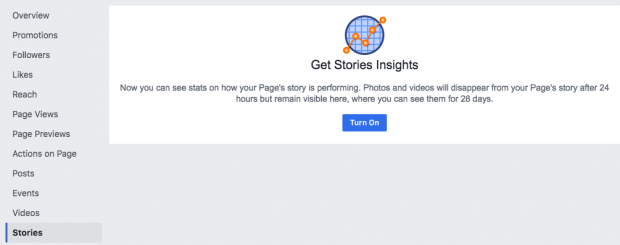 Overview
Promotions
Followers
Likes
Reach
Page Views
Page Previews
Actions on Page
Posts
Events
Videos
Stories
Get Stories Insights
Now you can see stats on how your Page's story is performing. Photos and videos will disappear from your Page's story after 24
hours but remain visible here, where you can see them for 28 days.
Turn On